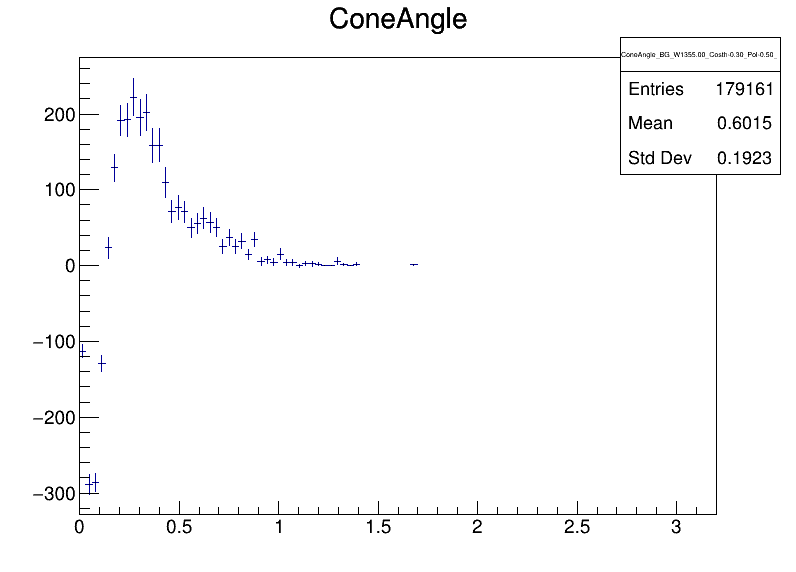 ConeAngle
ConeAngle_BG_W1355.00_Costh-0.30_Pol-0.50_
Entries 179161
Mean 0.6015
Std Dev 0.1923
200
100
0
−100
−200
−300
0 0.5 1 1.5 2 2.5 3